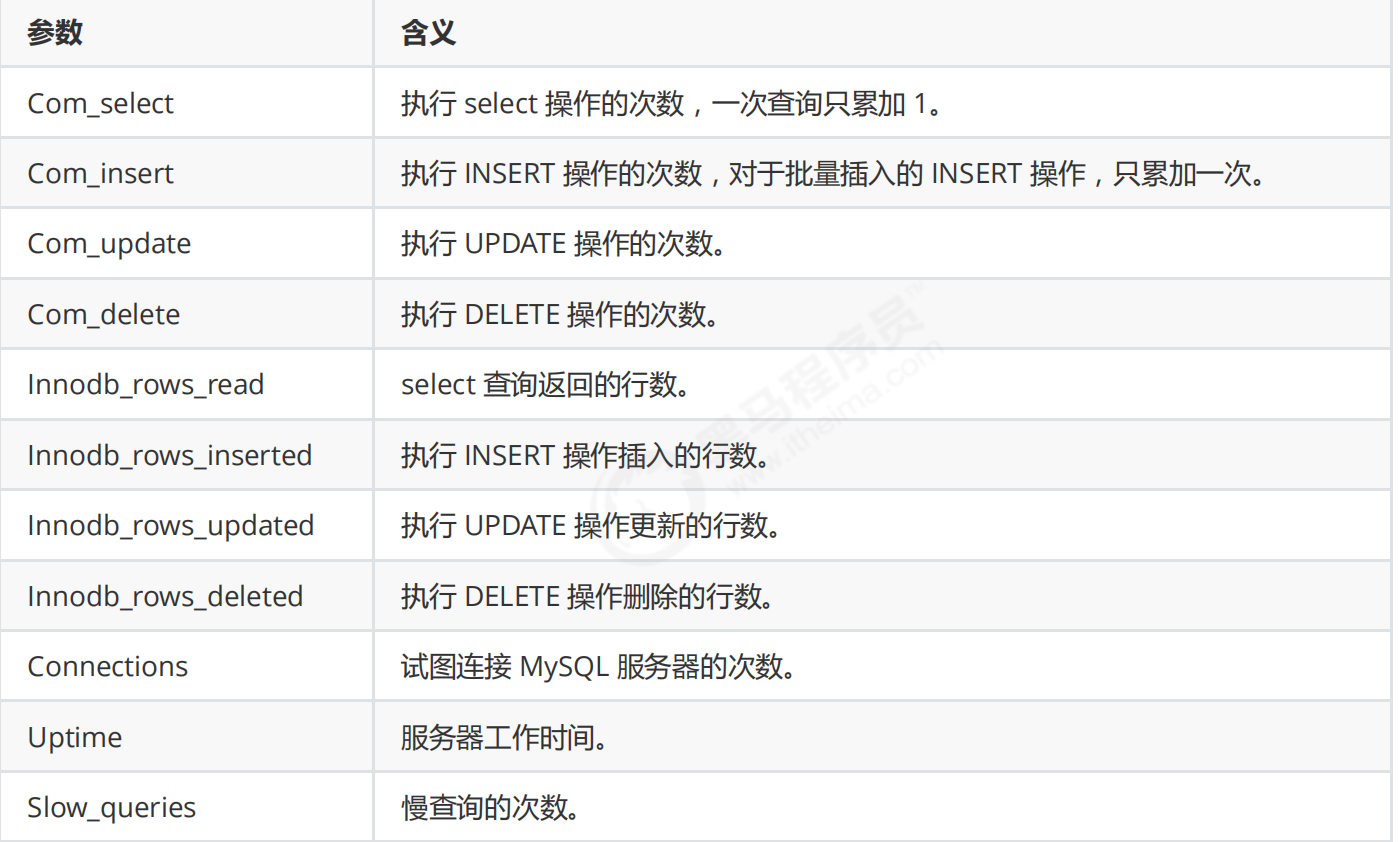 参数 含义
Com_select 执行 select 操作的次数，一次查询只累加 1。
Com_insert 执行 INSERT 操作的次数，对于批量插入的 INSERT 操作，只累加一次。
Com_update 执行 UPDATE 操作的次数。
Com_delete 执行 DELETE 操作的次数。
Innodb_rows_read select 查询返回的行数。
Innodb_rows_inserted 执行 INSERT 操作插入的行数。
Innodb_rows_updated 执行 UPDATE 操作更新的行数。
Innodb_rows_deleted 执行 DELETE 操作删除的行数。
Connections 试图连接 MySQL 服务器的次数。
Uptime 服务器工作时间。
Slow_queries 慢查询的次数。
黑马程序员™
www.itheima.com